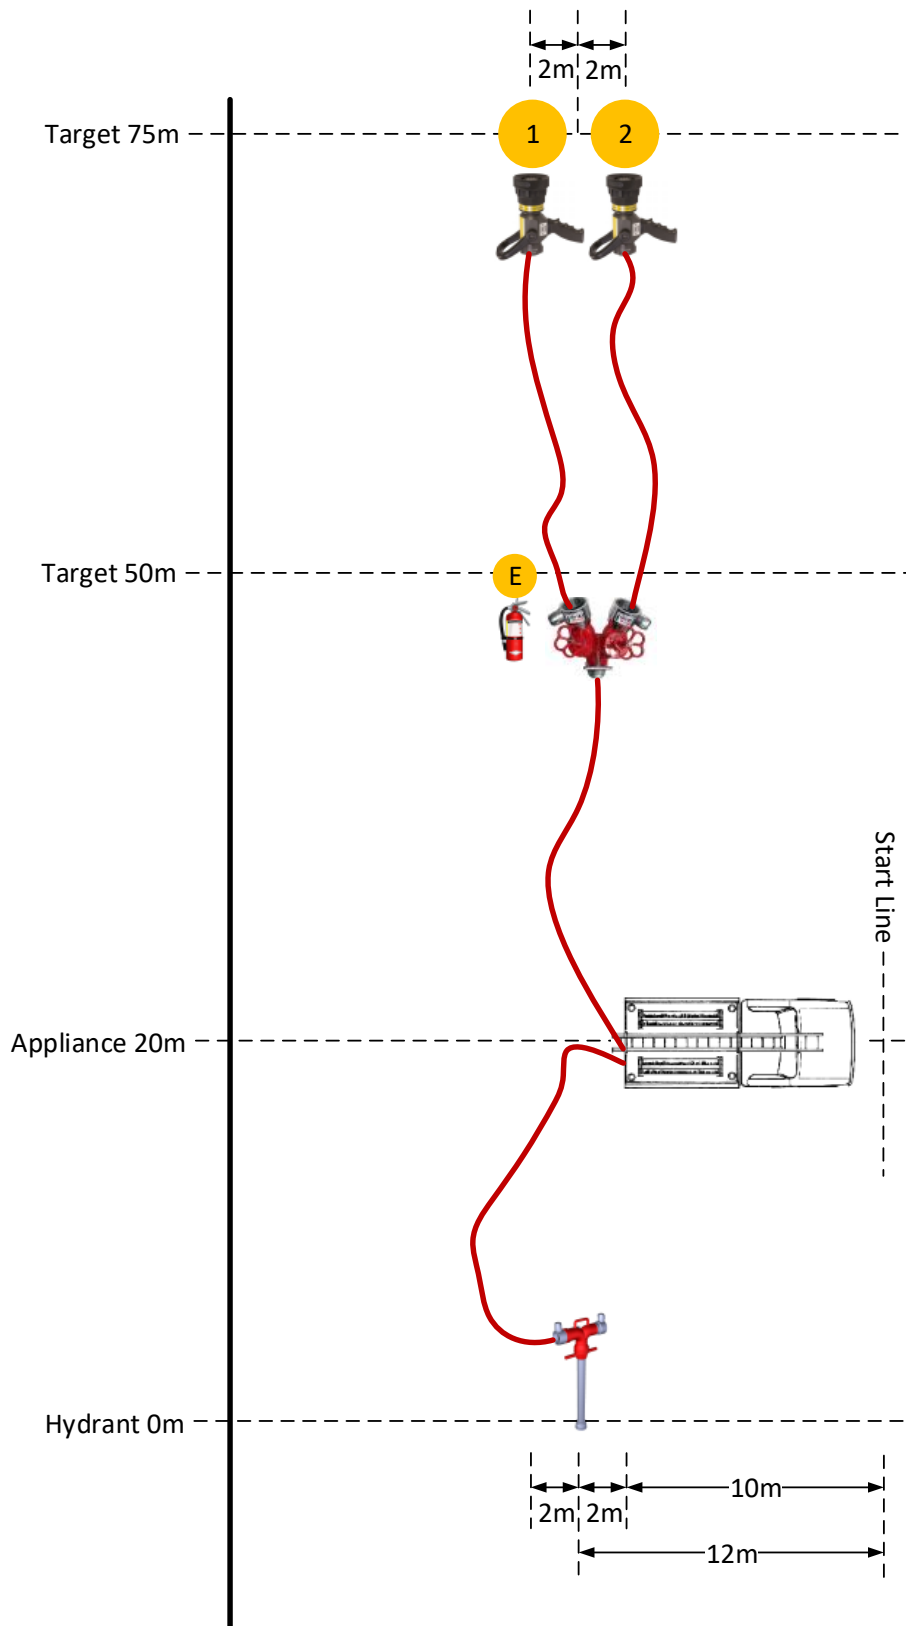 2m 2m
Target 75m
1 2
Target 50m
E
Start Line
Appliance 20m
Hydrant 0m
10m
2m 2m
12m